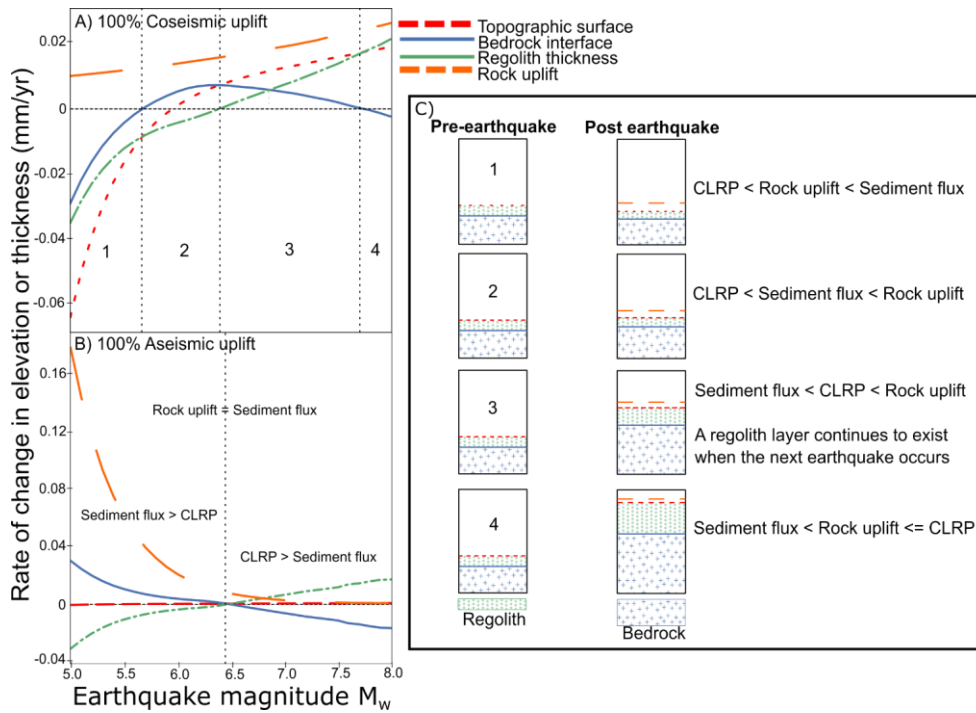 A) 100% Coseismic uplift
Topographic surface
Bedrock interface
Regolith thickness
Rock uplift
Rate of change in elevation or thickness (mm/yr)
0.02
0
-0.02
-0.04
-0.06
1
2
3
4
B) 100% Aseismic uplift
0.16
0.12
0.08
0.04
0
-0.04
Rock uplift = Sediment flux
Sediment flux > CLRP
CLRP > Sediment flux
5.0
5.5
6.0
6.5
7.0
7.5
8.0
Earthquake magnitude Mw
C)
Pre-earthquake
Post earthquake
1
CLRP < Rock uplift < Sediment flux
2
CLRP < Sediment flux < Rock uplift
3
Sediment flux < CLRP < Rock uplift
A regolith layer continues to exist
when the next earthquake occurs
4
Sediment flux < Rock uplift <= CLRP
Regolith
Bedrock